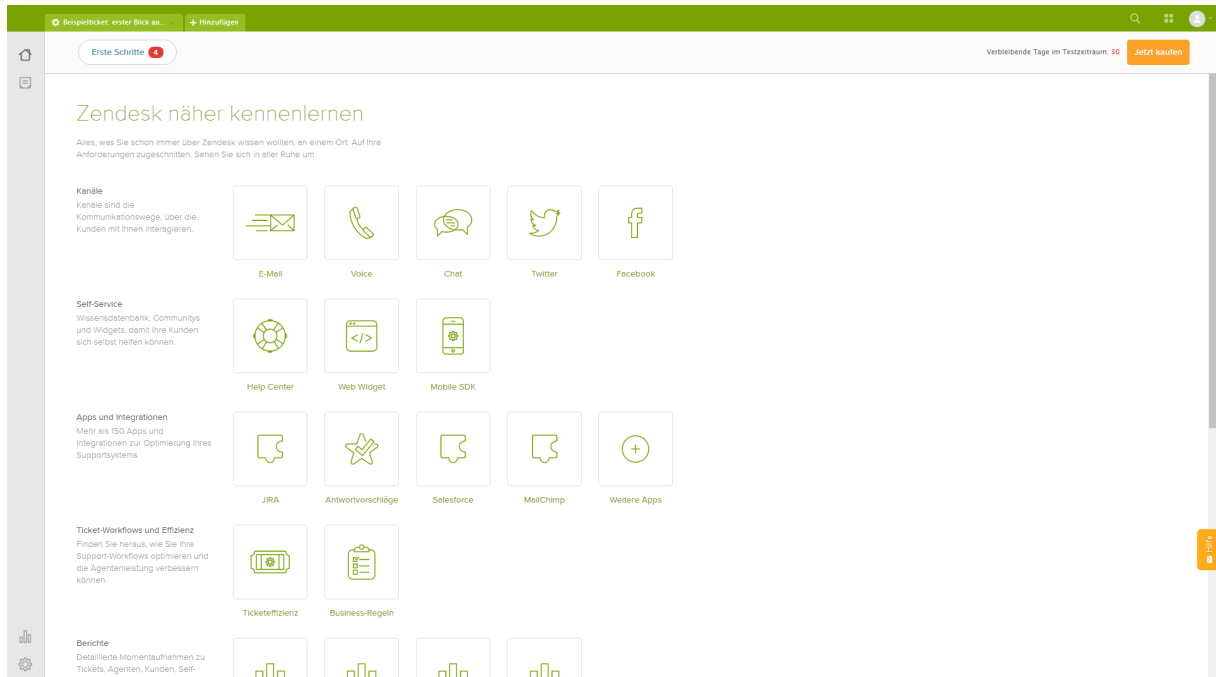 Beispielticket: erster Blick au...
+ Hinzufügen
Erste Schritte 4
Verbleibende Tage im Testzeitraum: 30
Jetzt kaufen
Zendesk näher kennenlernen
Alles, was Sie schon immer über Zendesk wissen wollten, an einem Ort. Auf Ihre
Anforderungen zugeschnitten. Sehen Sie sich in aller Ruhe um.
Kanäle
Kanäle sind die
Kommunikationswege, über die
Kunden mit Ihnen interagieren.
E-Mail
Voice
Chat
Twitter
Facebook
Self-Service
Wissensdatenbank, Communitys
und Widgets, damit Ihre Kunden
sich selbst helfen können.
Help Center
Web Widget
Mobile SDK
Apps und Integrationen
Mehr als 150 Apps und
Integrationen zur Optimierung Ihres
Supportsystems.
JIRA
Antwortvorschläge
Salesforce
MailChimp
Weitere Apps
Ticket-Workflows und Effizienz
Finden Sie heraus, wie Sie Ihre
Support-Workflows optimieren und
die Agentenleistung verbessern
können.
Ticketeffizienz
Business-Regeln
Hilfe
Berichte
Detaillierte Momentaufnahmen zu
Tickets, Agenten, Kunden, Self-